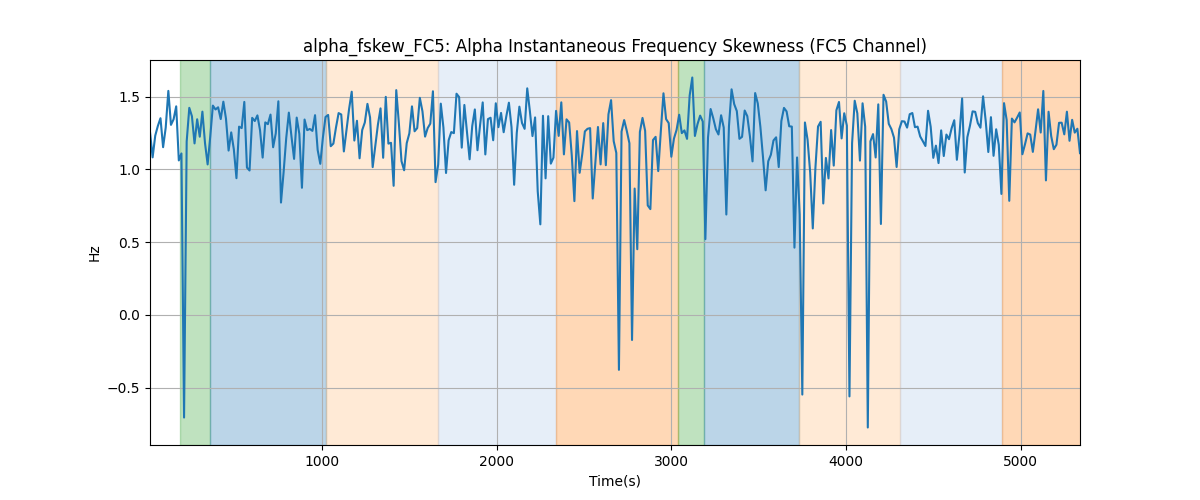 alpha_fskew_FC5: Alpha Instantaneous Frequency Skewness (FC5 Channel)
1.5
1.0
0.5
0.0
−0.5
Hz
1000 2000 3000 4000 5000
Time(s)